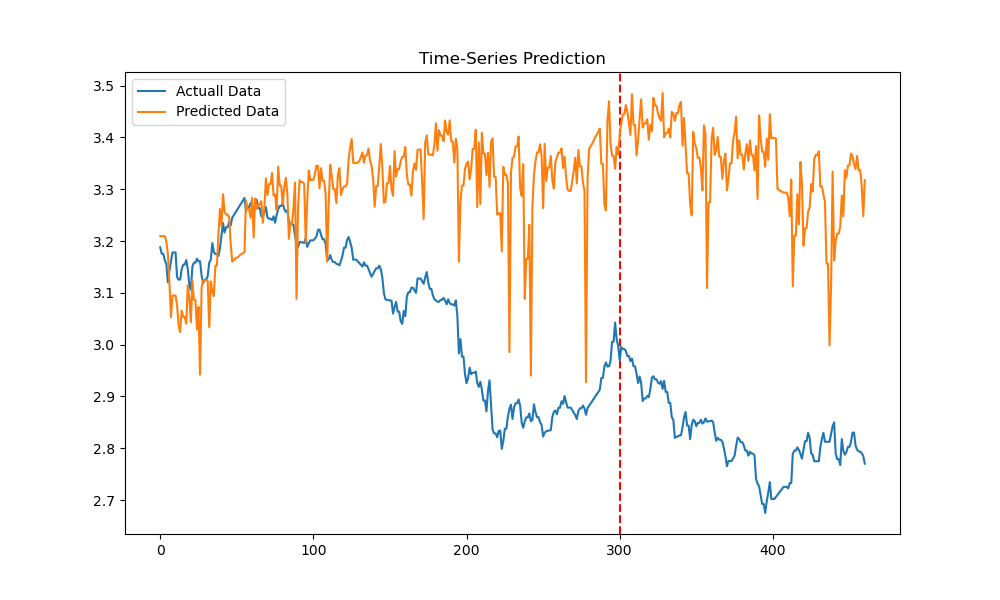 Time-Series Prediction
Actuall Data
Predicted Data
3.5
3.4
3.3
3.2
3.1
3.0
2.9
2.8
2.7
0 100 200 300 400